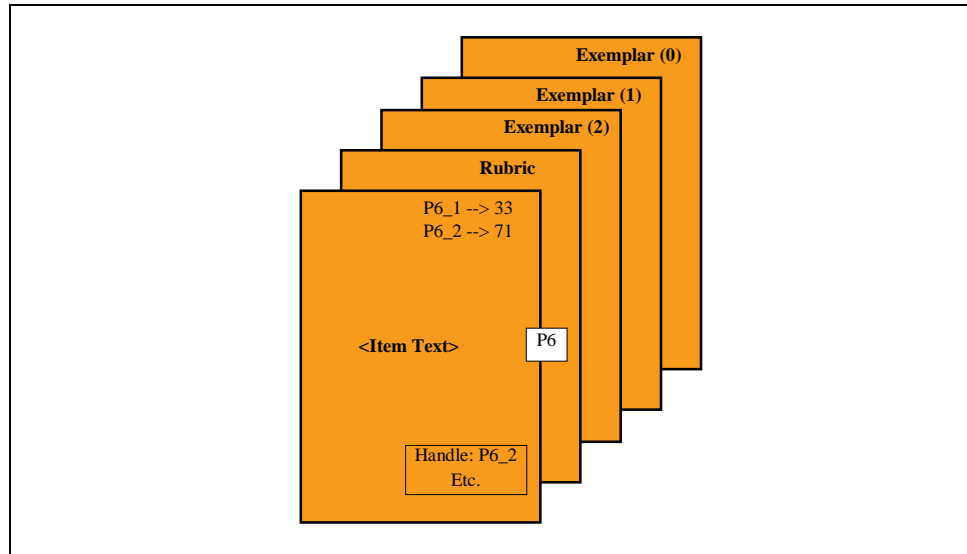 Exemplar (0)
Exemplar (1)
Exemplar (2)
Rubric
P6_1 --> 33
P6_2 --> 71
P6
<Item Text>
Handle: P6_2
Etc.